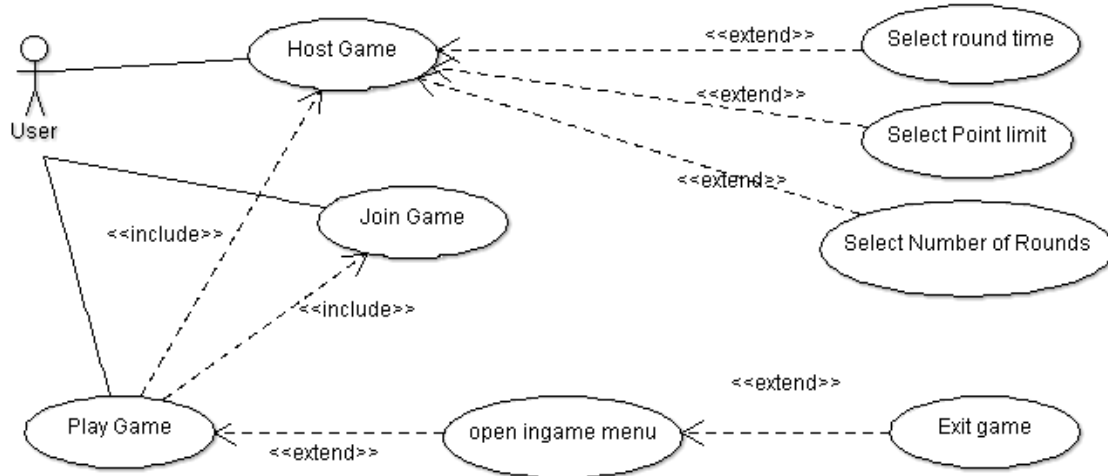 Host Game
<<extend>>
Select round time
User
<<extend>>
Select Point limit
<<extend>>
Join Game
<<include>>
Select Number of Rounds
<<include>>
<<extend>>
Play Game
<<extend>>
open ingame menu
Exit game